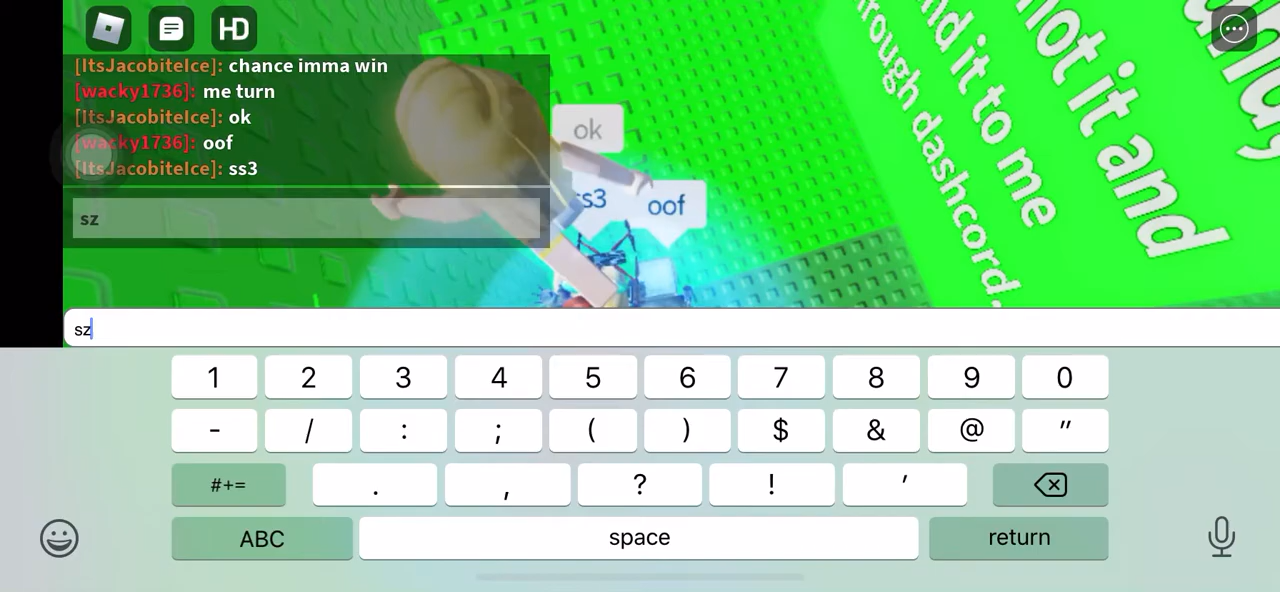 HD
[ItsJacobiteIce]: chance imma win
[wacky1736]: me turn
[ItsJacobiteIce]: ok
[wacky1736]: oof
[ItsJacobiteIce]: ss3
sz
ok
ss3
oof
not it and
nd it to me
rough dashcord.
sz
1 2 3 4 5 6 7 8 9 0
- / : ; ( ) $ & @ "
#+= . , ? ! '
ABC space return